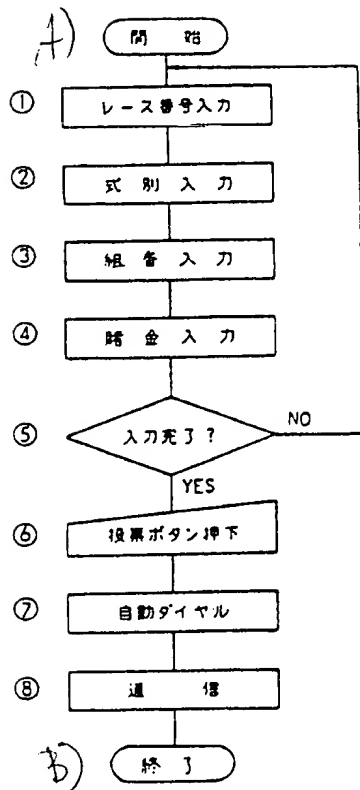 A) 開始
① レース番号入力
② 式別入力
③ 組番入力
④ 賭金入力
⑤ 入力完了? NO
YES
⑥ 投票ボタン押下
⑦ 自動ダイヤル
⑧ 通信
B) 終了